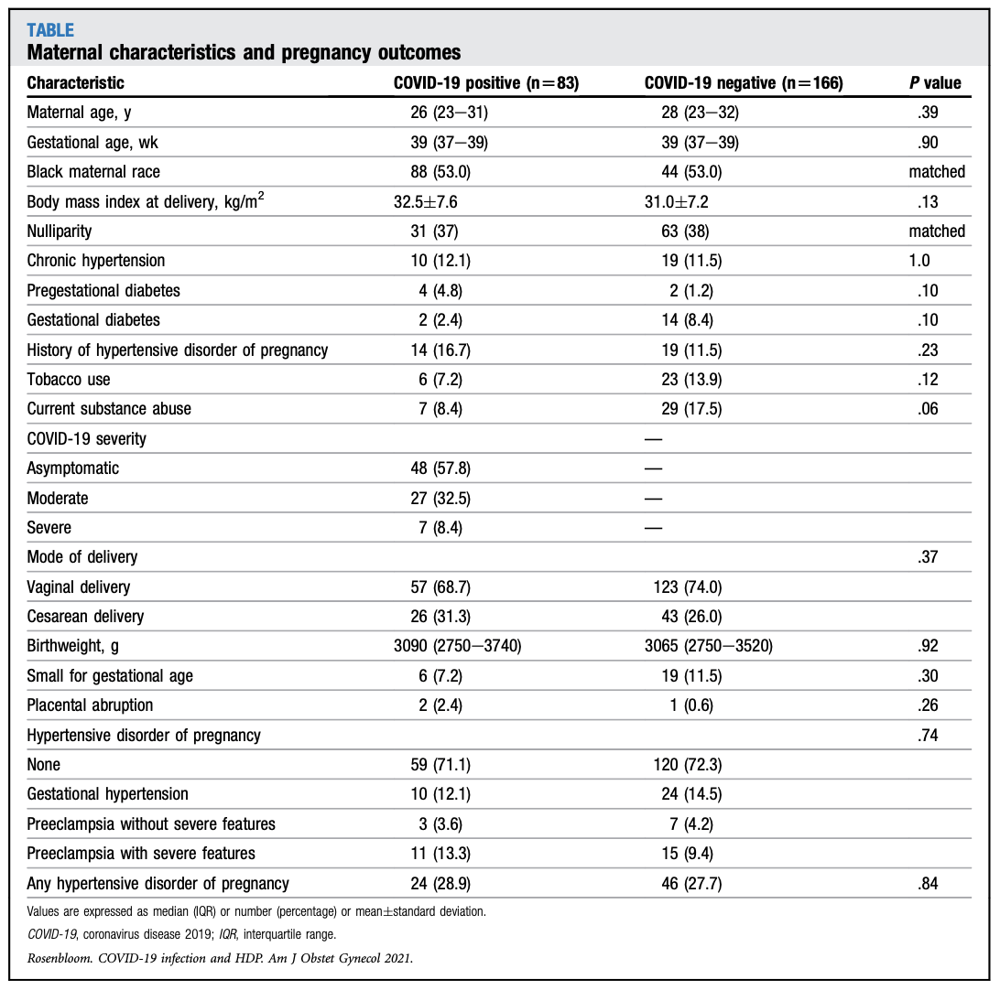 TABLE
Maternal characteristics and pregnancy outcomes
Characteristic COVID-19 positive (n=83) COVID-19 negative (n=166) P value
Maternal age, y 26 (23—31) 28 (23—32) .39
Gestational age, wk 39 (37—39) 39 (37—39) .90
Black maternal race 88 (53.0) 44 (53.0) matched
Body mass index at delivery, kg/m² 32.5±7.6 31.0±7.2 .13
Nulliparity 31 (37) 63 (38) matched
Chronic hypertension 10 (12.1) 19 (11.5) 1.0
Pregestational diabetes 4 (4.8) 2 (1.2) .10
Gestational diabetes 2 (2.4) 14 (8.4) .10
History of hypertensive disorder of pregnancy 14 (16.7) 19 (11.5) .23
Tobacco use 6 (7.2) 23 (13.9) .12
Current substance abuse 7 (8.4) 29 (17.5) .06
COVID-19 severity —
Asymptomatic 48 (57.8) —
Moderate 27 (32.5) —
Severe 7 (8.4) —
Mode of delivery .37
Vaginal delivery 57 (68.7) 123 (74.0)
Cesarean delivery 26 (31.3) 43 (26.0)
Birthweight, g 3090 (2750—3740) 3065 (2750—3520) .92
Small for gestational age 6 (7.2) 19 (11.5) .30
Placental abruption 2 (2.4) 1 (0.6) .26
Hypertensive disorder of pregnancy .74
None 59 (71.1) 120 (72.3)
Gestational hypertension 10 (12.1) 24 (14.5)
Preeclampsia without severe features 3 (3.6) 7 (4.2)
Preeclampsia with severe features 11 (13.3) 15 (9.4)
Any hypertensive disorder of pregnancy 24 (28.9) 46 (27.7) .84
Values are expressed as median (IQR) or number (percentage) or mean±standard deviation.
COVID-19, coronavirus disease 2019; IQR, interquartile range.
Rosenbloom. COVID-19 infection and HDP. Am J Obstet Gynecol 2021.